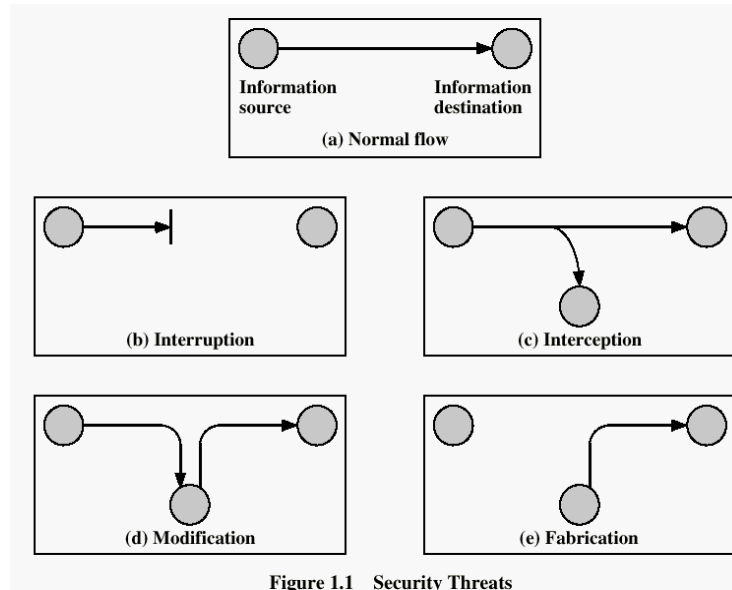 Information
source
Information
destination
(a) Normal flow
(b) Interruption
(c) Interception
(d) Modification
(e) Fabrication
Figure 1.1 Security Threats